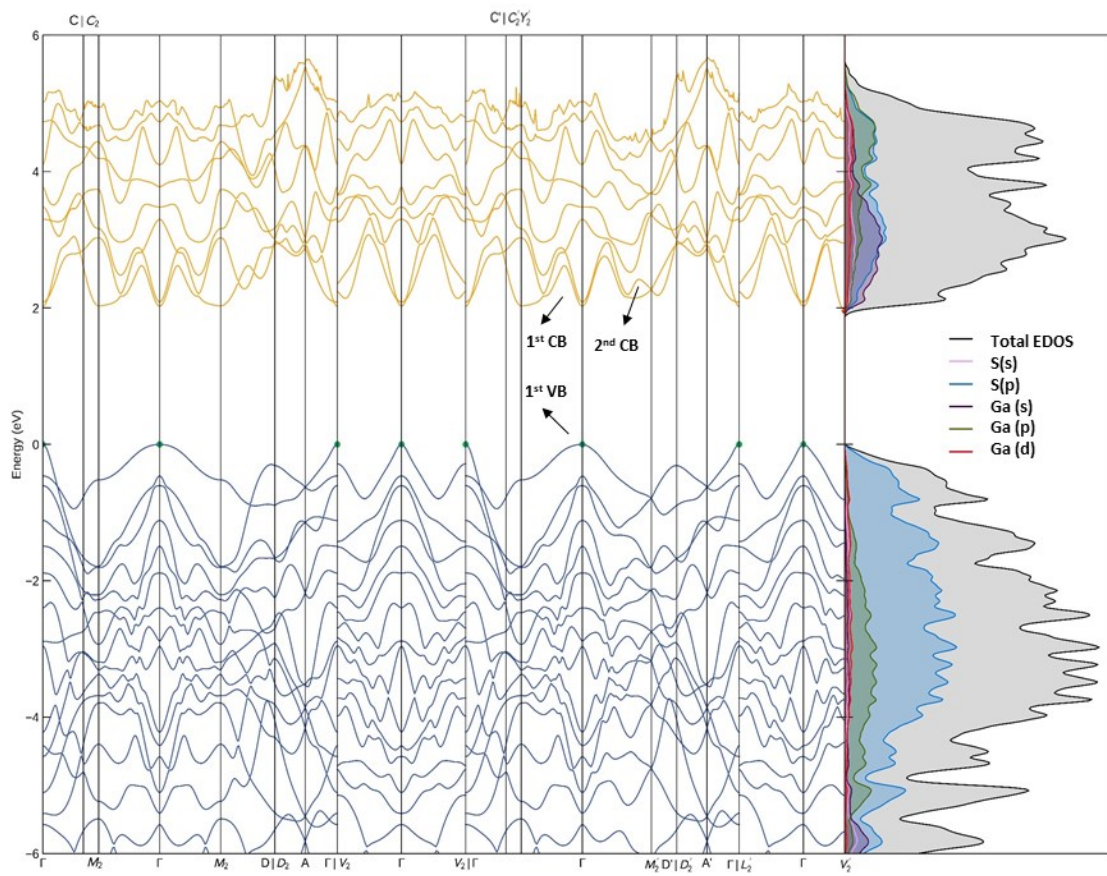 C | C₂
C' | C₂'Y₂'
6
4
2
0
−2
−4
−6
Energy (eV)
1st CB
2nd CB
1st VB
Total EDOS
S(s)
S(p)
Ga (s)
Ga (p)
Ga (d)
Γ M₂ Γ M₂ D | D₂ A Γ | V₂ Γ V₂ | Γ Γ M₂' D' | D₂' A' Γ | L₂' Γ V₂'